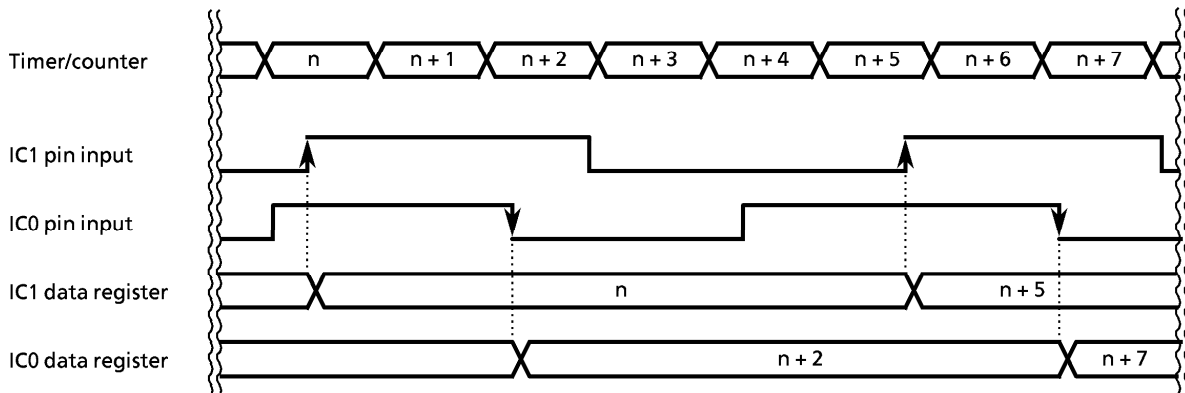 Timer/counter n n + 1 n + 2 n + 3 n + 4 n + 5 n + 6 n + 7
IC1 pin input
IC0 pin input
IC1 data register n n + 5
IC0 data register n + 2 n + 7